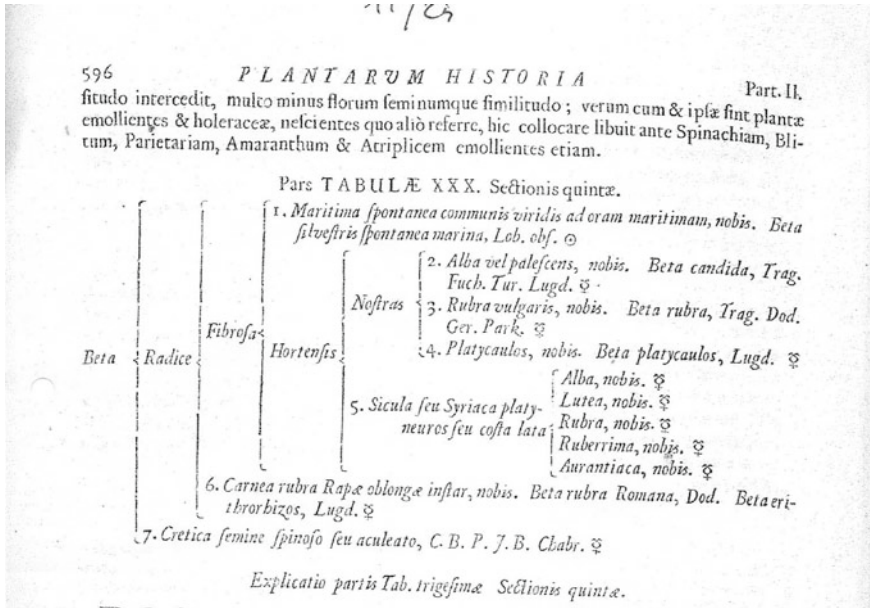 11/29
596 PLANTARVM HISTORIA Part. II.
ſitudo intercedit, multo minus florum ſeminumque ſimilitudo ; verum cum & ipſæ ſint plantæ
emollientes & holeraceæ, neſcientes quo aliò referre, hic collocare libuit ante Spinachiam, Bli-
tum, Parietariam, Amaranthum & Atriplicem emollientes etiam.
Pars TABULÆ XXX. Sectionis quintæ.
1. Maritima ſpontanea communis viridis ad oram maritimam, nobis. Beta
ſilveſtris ſpontanea marina, Lob. obſ. ☉
2. Alba vel paleſcens, nobis. Beta candida, Trag.
Fuch. Tur. Lugd. ☿
Noſtras
3. Rubra vulgaris, nobis. Beta rubra, Trag. Dod.
Ger. Park. ☿
Beta Radice Fibroſa Hortenſis
4. Platycaulos, nobis. Beta platycaulos, Lugd. ☿
5. Sicula ſeu Syriaca platy-
neuros ſeu coſta lata
Alba, nobis. ☿
Lutea, nobis. ☿
Rubra, nobis. ☿
Ruberrima, nobis. ☿
Aurantiaca, nobis. ☿
6. Carnea rubra Rapæ oblongæ inſtar, nobis. Beta rubra Romana, Dod. Beta eri-
throrhizos, Lugd. ☿
7. Cretica ſemine ſpinoſo ſeu aculeato, C. B. P. J. B. Chabr. ☿
Explicatio partis Tab. trigeſimæ Sectionis quintæ.